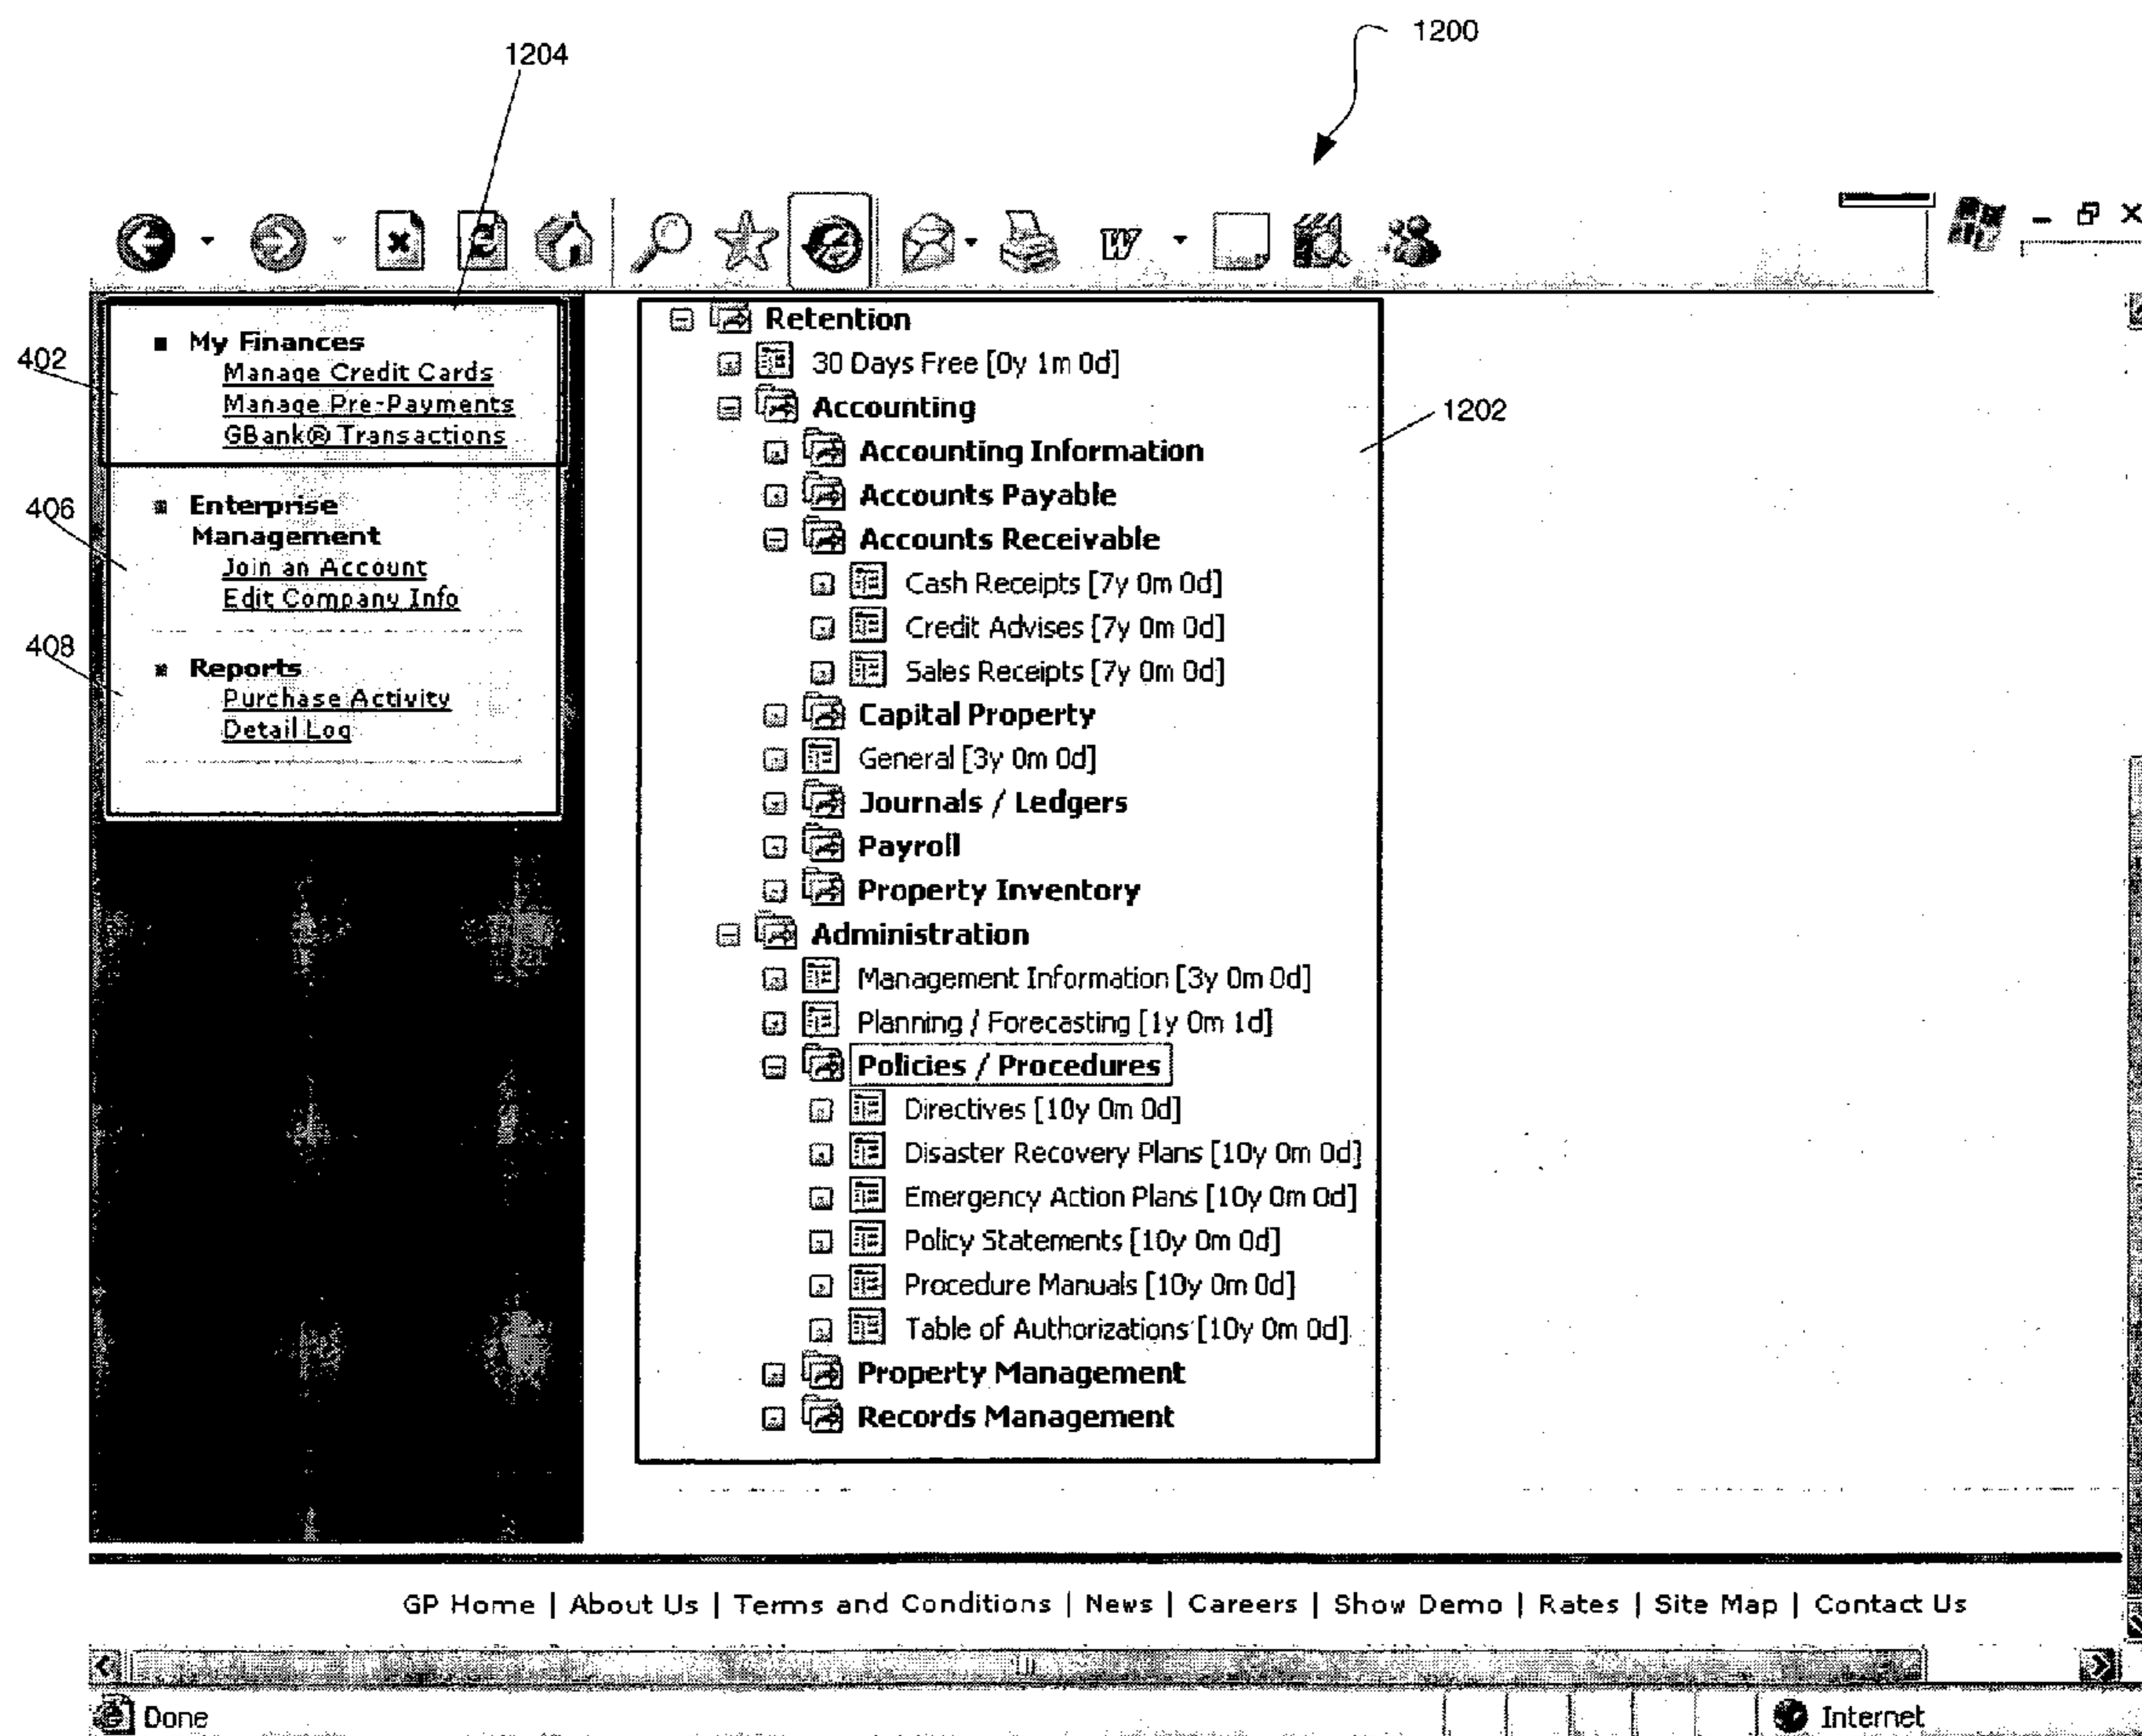 1204
1200
W
402
■ My Finances
Manage Credit Cards
Manage Pre-Payments
GBank® Transactions
406
Enterprise
Management
Join an Account
Edit Company Info
408
Reports
Purchase Activity
Detail Log
Retention
30 Days Free [0y 1m 0d]
Accounting
1202
Accounting Information
Accounts Payable
Accounts Receivable
Cash Receipts [7y 0m 0d]
Credit Advises [7y 0m 0d]
Sales Receipts [7y 0m 0d]
Capital Property
General [3y 0m 0d]
Journals / Ledgers
Payroll
Property Inventory
Administration
Management Information [3y 0m 0d]
Planning / Forecasting [1y 0m 1d]
Policies / Procedures
Directives [10y 0m 0d]
Disaster Recovery Plans [10y 0m 0d]
Emergency Action Plans [10y 0m 0d]
Policy Statements [10y 0m 0d]
Procedure Manuals [10y 0m 0d]
Table of Authorizations [10y 0m 0d]
Property Management
Records Management
GP Home | About Us | Terms and Conditions | News | Careers | Show Demo | Rates | Site Map | Contact Us
Done
Internet